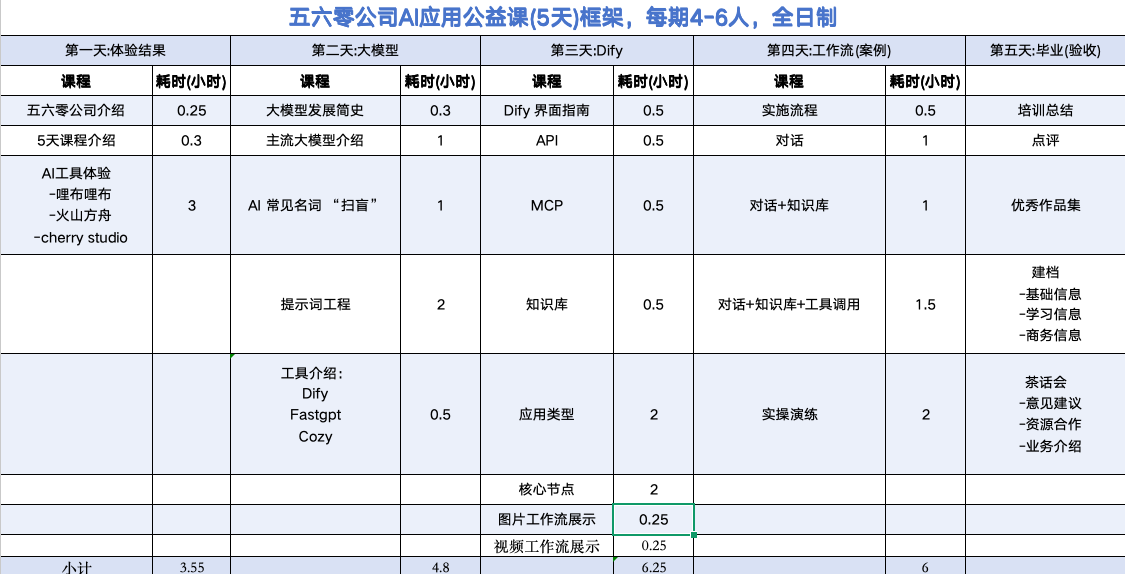 五六零公司AI应用公益课(5天)框架，每期4-6人，全日制
第一天:体验结果 第二天:大模型 第三天:Dify 第四天:工作流(案例) 第五天:毕业(验收)
课程 耗时(小时) 课程 耗时(小时) 课程 耗时(小时) 课程 耗时(小时) 课程
五六零公司介绍 0.25 大模型发展简史 0.3 Dify 界面指南 0.5 实施流程 0.5 培训总结
5天课程介绍 0.3 主流大模型介绍 1 API 0.5 对话 1 点评
AI工具体验
-哩布哩布
-火山方舟
-cherry studio
3 AI 常见名词 “扫盲” 1 MCP 0.5 对话+知识库 1 优秀作品集
提示词工程 2 知识库 0.5 对话+知识库+工具调用 1.5
建档
-基础信息
-学习信息
-商务信息
工具介绍：
Dify
Fastgpt
Cozy
0.5 应用类型 2 实操演练 2
茶话会
-意见建议
-资源合作
-业务介绍
核心节点 2
图片工作流展示 0.25
视频工作流展示 0.25
小计 3.55 4.8 6.25 6